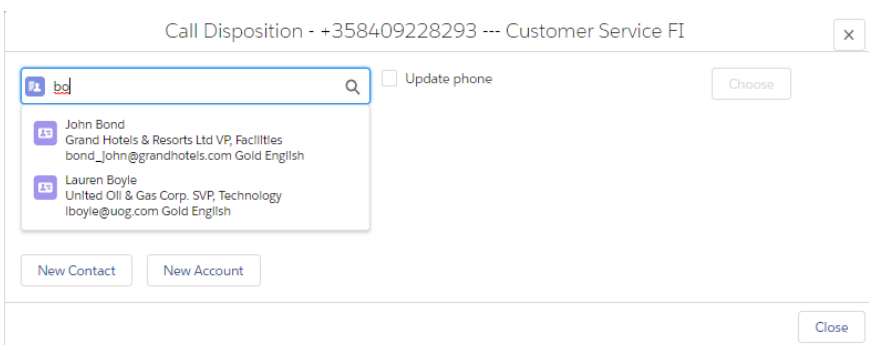 Call Disposition - +358409228293 --- Customer Service FI
bo
Update phone
Choose
John Bond
Grand Hotels & Resorts Ltd VP, Facilities
bond_john@grandhotels.com Gold English
Lauren Boyle
United Oil & Gas Corp. SVP, Technology
lboyle@uog.com Gold English
New Contact
New Account
Close